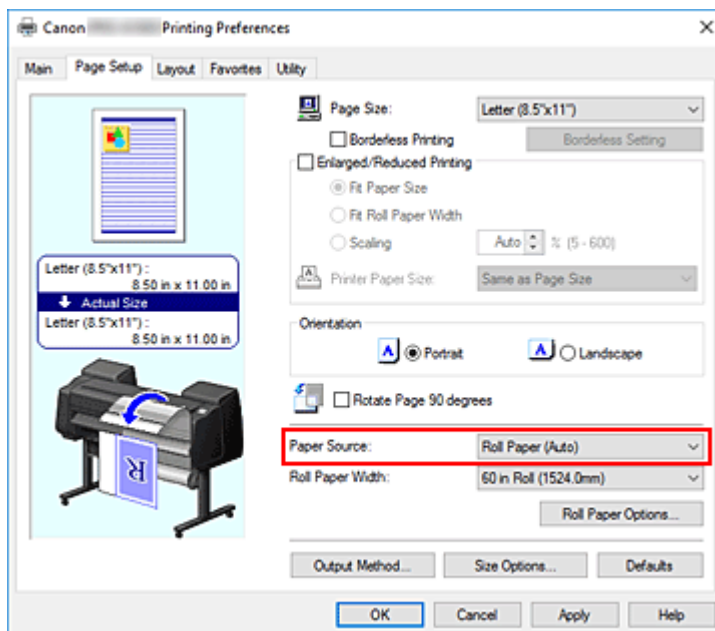 Canon Printing Preferences
Main Page Setup Layout Favorites Utility
Page Size: Letter (8.5"x11")
Borderless Printing Borderless Setting
Enlarged/Reduced Printing
Fit Paper Size
Fit Roll Paper Width
Scaling Auto % (5 - 600)
Printer Paper Size: Same as Page Size
Letter (8.5"x11") :
8.50 in x 11.00 in
Actual Size
Letter (8.5"x11") :
8.50 in x 11.00 in
Orientation
A Portrait A Landscape
Rotate Page 90 degrees
Paper Source: Roll Paper (Auto)
Roll Paper Width: 60 in Roll (1524.0mm)
R
Roll Paper Options...
Output Method... Size Options... Defaults
OK Cancel Apply Help